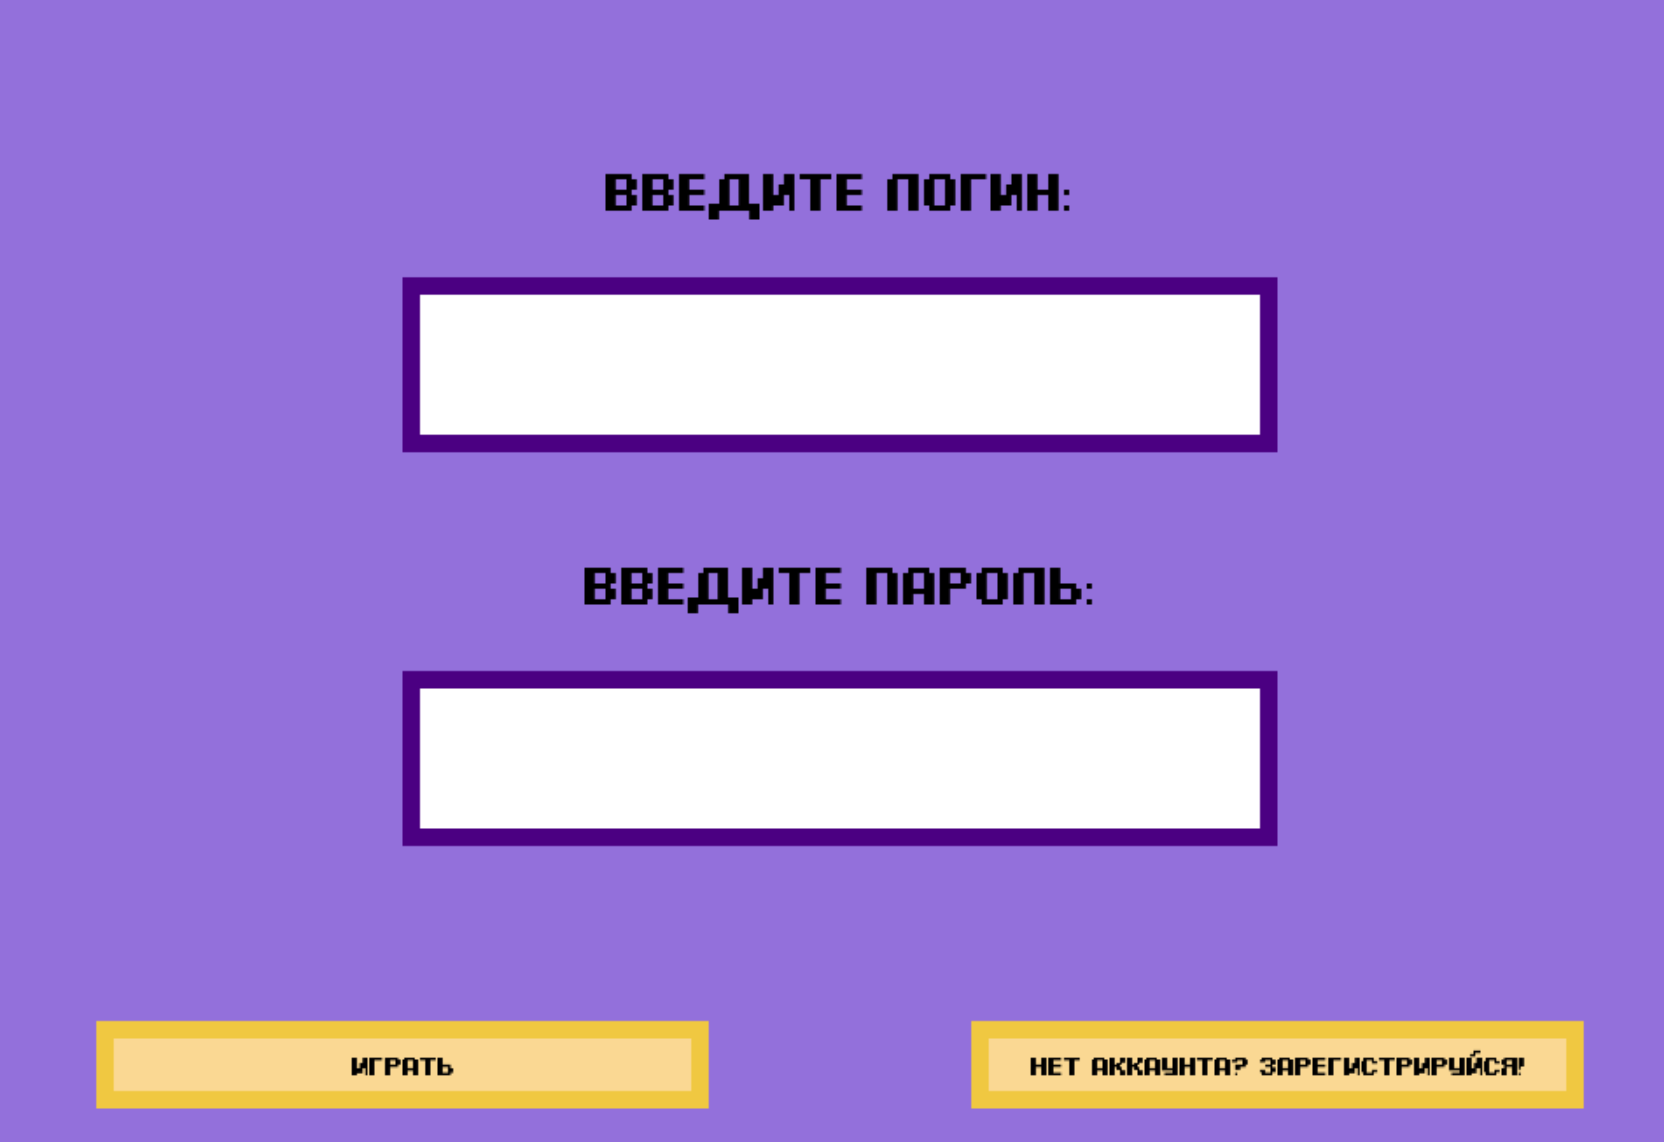 ВВЕДИТЕ ЛОГИН:
ВВЕДИТЕ ПАРОЛЬ:
ИГРАТЬ
НЕТ АККАУНТА? ЗАРЕГИСТРИРУЙСЯ!